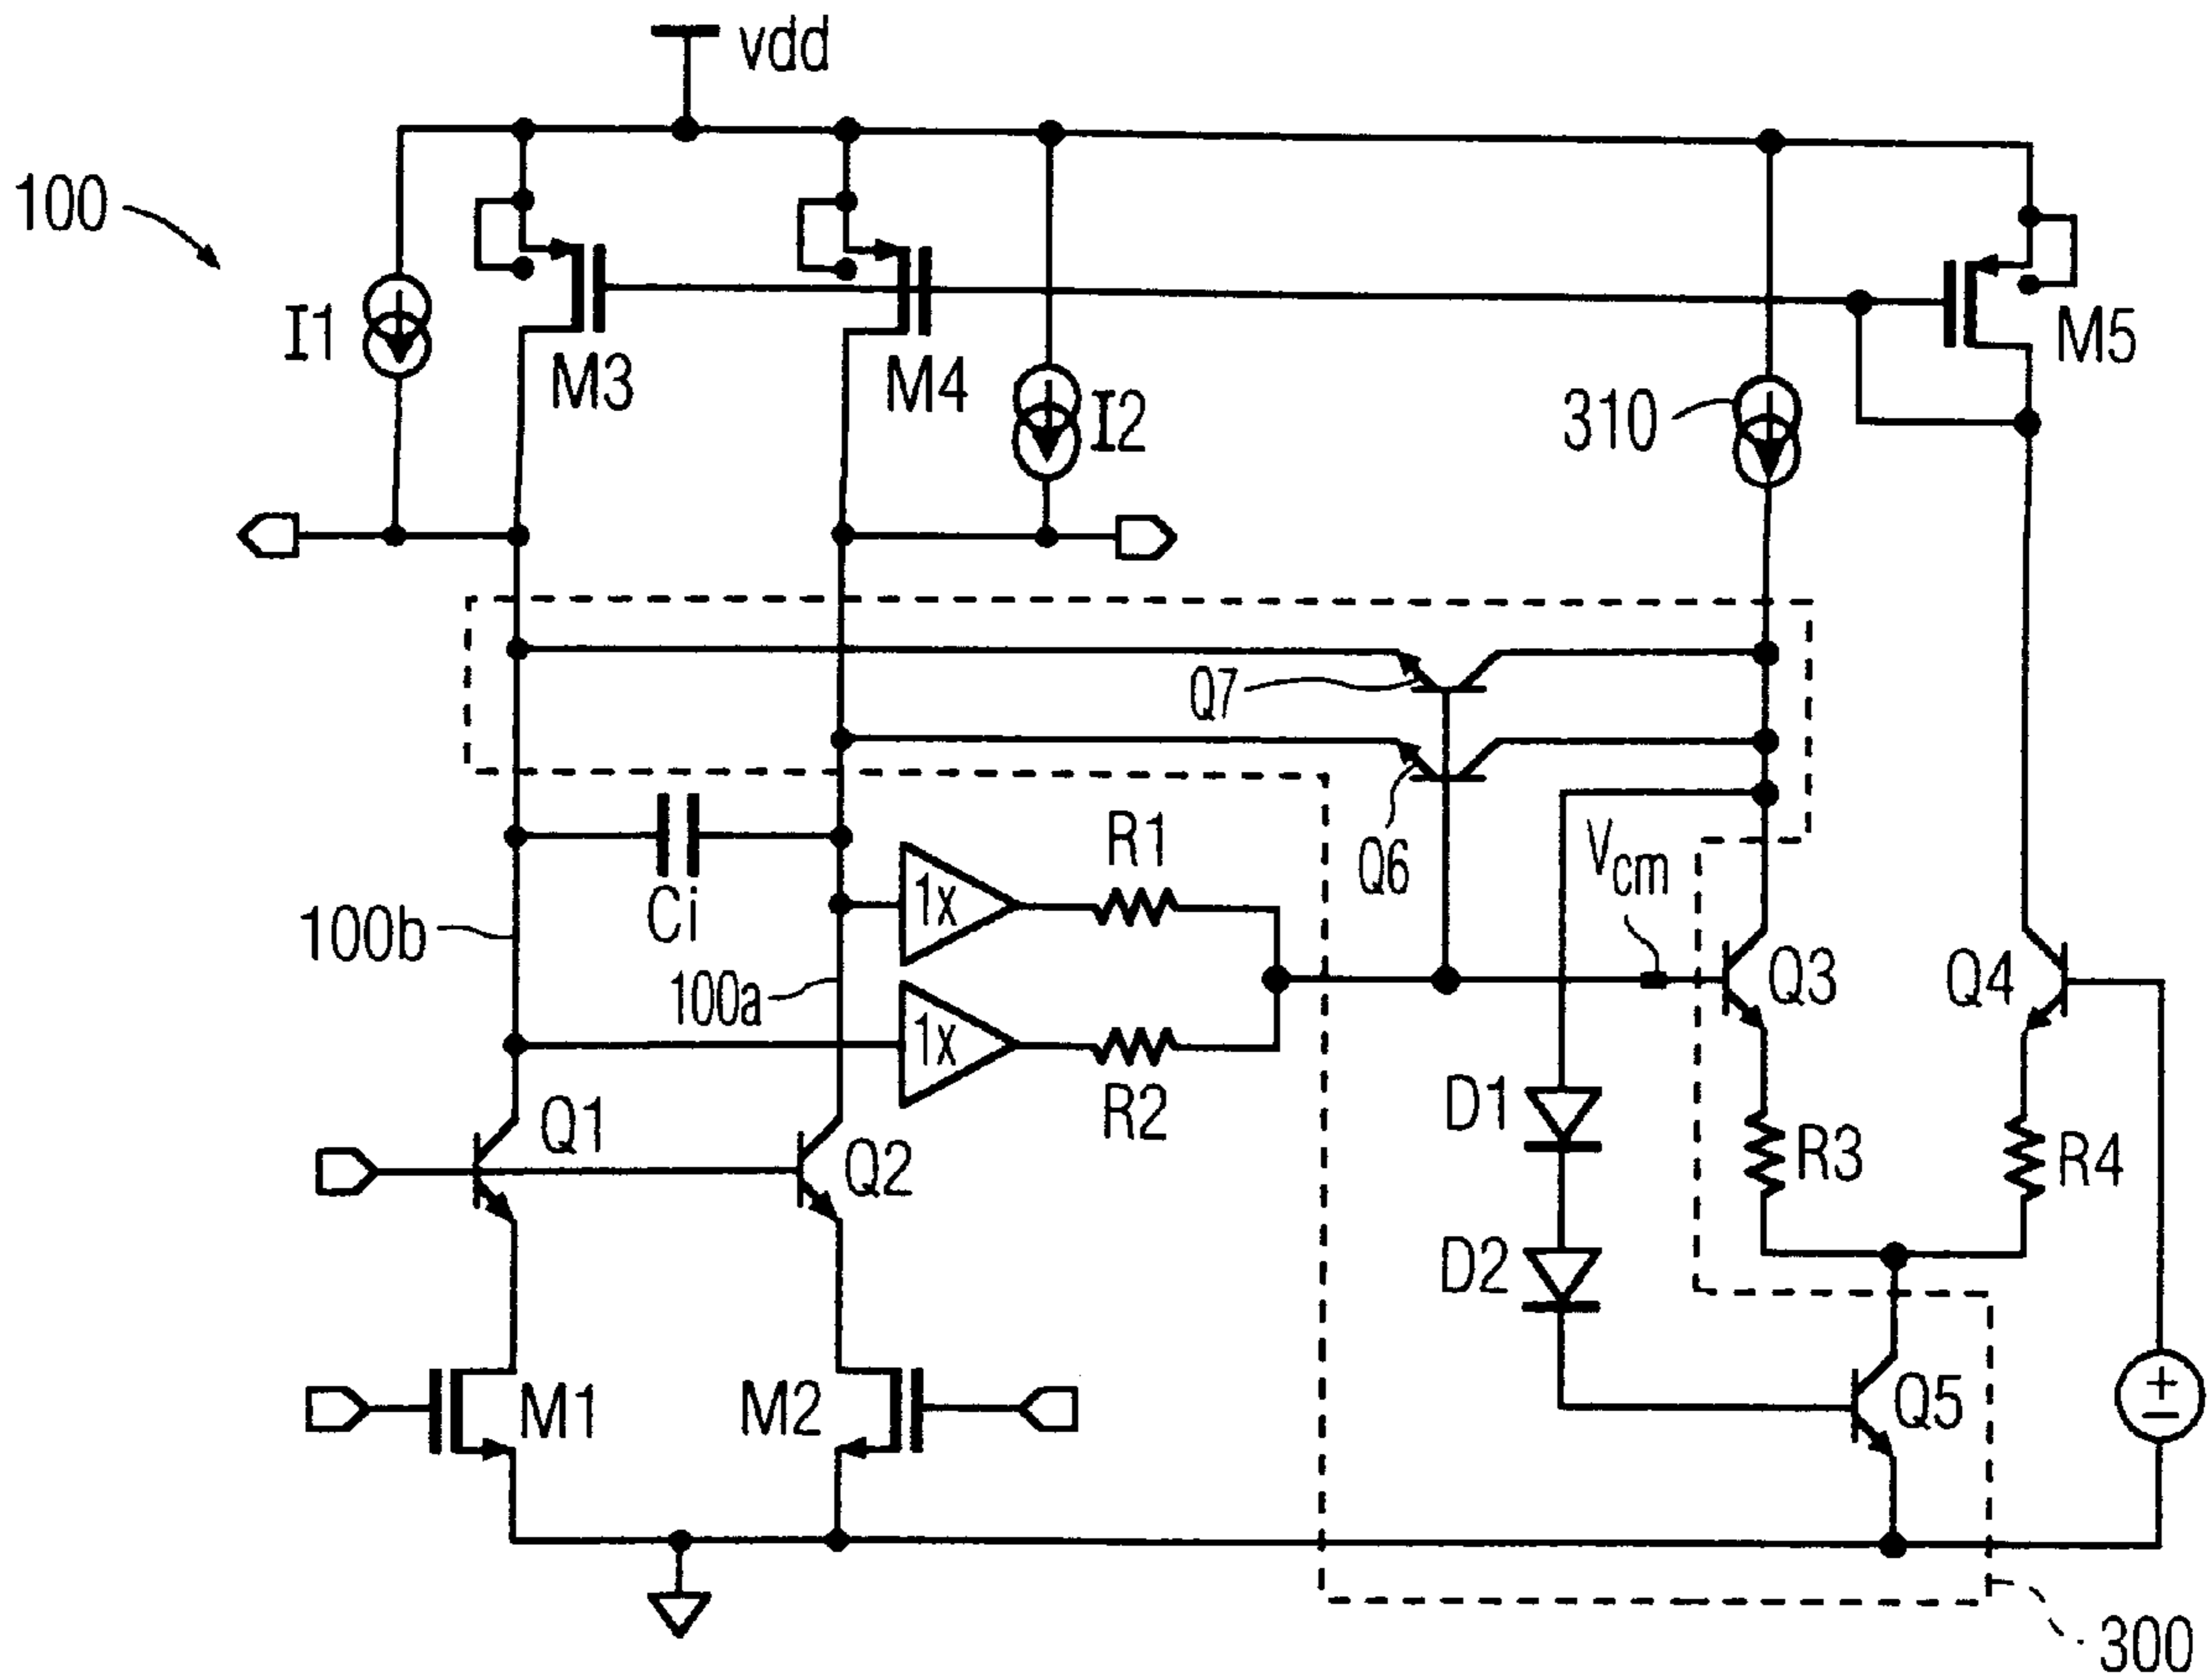 vdd
100
I1
M3
M4
I2
310
M5
Q7
Q6
Vcm
R1
1x
Ci
100b
100a
1x
R2
Q3
Q4
D1
R3
R4
Q1
Q2
D2
M1
M2
Q5
+
−
300